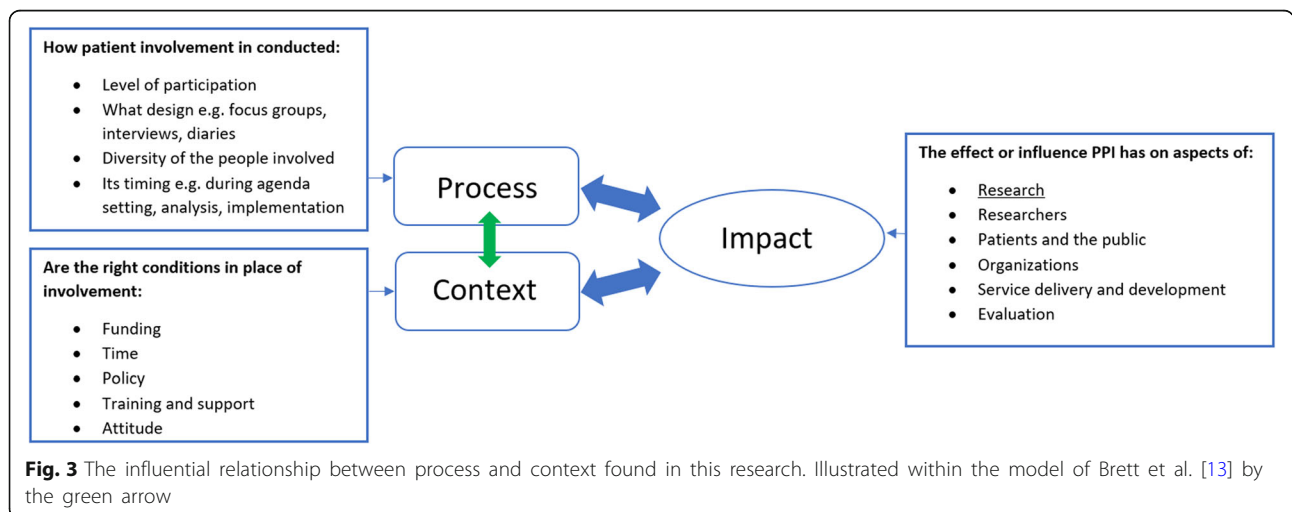 How patient involvement in conducted:
• Level of participation
• What design e.g. focus groups,
interviews, diaries
• Diversity of the people involved
• Its timing e.g. during agenda
setting, analysis, implementation
Are the right conditions in place of
involvement:
• Funding
• Time
• Policy
• Training and support
• Attitude
Process
Context
Impact
The effect or influence PPI has on aspects of:
• Research
• Researchers
• Patients and the public
• Organizations
• Service delivery and development
• Evaluation
Fig. 3 The influential relationship between process and context found in this research. Illustrated within the model of Brett et al. [13] by
the green arrow